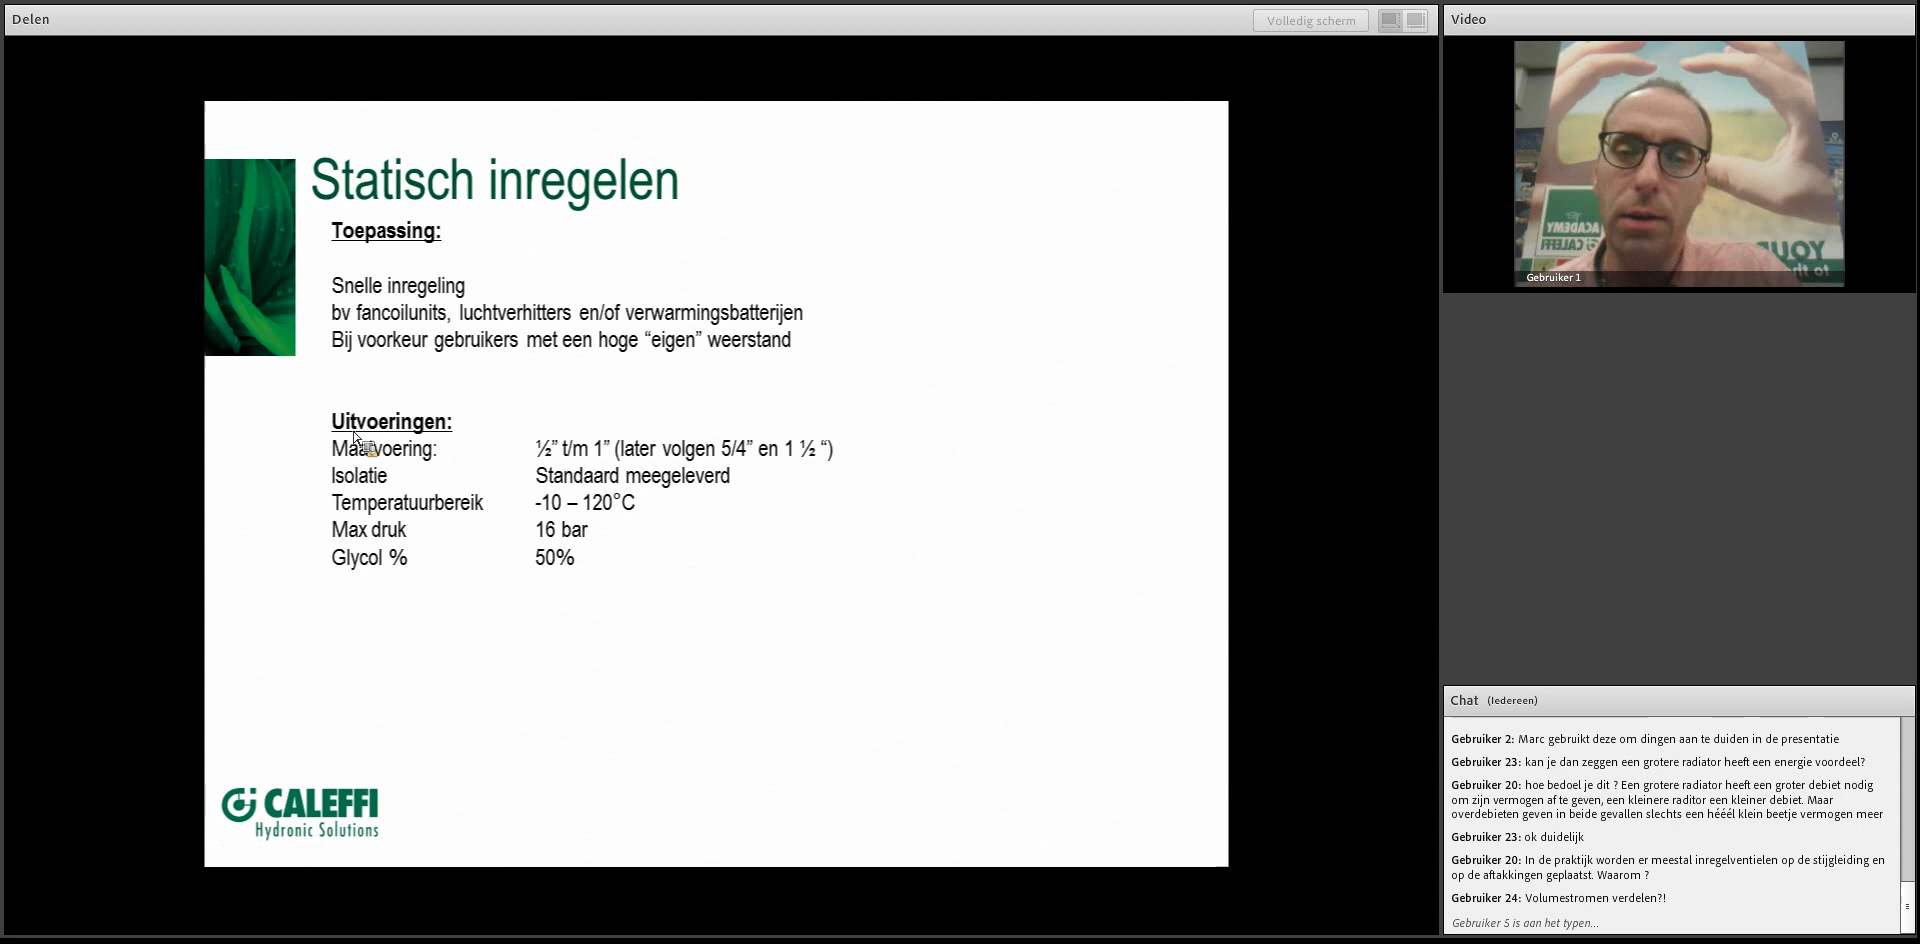 Delen
Volledig scherm
Video
Statisch inregelen
Toepassing:
Snelle inregeling
bv fancoilunits, luchtverhitters en/of verwarmingsbatterijen
Bij voorkeur gebruikers met een hoge “eigen” weerstand
Uitvoeringen:
Maatvoering: ½” t/m 1” (later volgen 5/4” en 1 ½ “)
Isolatie Standaard meegeleverd
Temperatuurbereik -10 – 120°C
Max druk 16 bar
Glycol % 50%
CALEFFI
Hydronic Solutions
ACADEMY
CALEFFI
YOUR
to th
Gebruiker 1
Chat (Iedereen)
Gebruiker 2: Marc gebruikt deze om dingen aan te duiden in de presentatie
Gebruiker 23: kan je dan zeggen een grotere radiator heeft een energie voordeel?
Gebruiker 20: hoe bedoel je dit ? Een grotere radiator heeft een groter debiet nodig
om zijn vermogen af te geven, een kleinere raditor een kleiner debiet. Maar
overdebieten geven in beide gevallen slechts een héél klein beetje vermogen meer
Gebruiker 23: ok duidelijk
Gebruiker 20: In de praktijk worden er meestal inregelventielen op de stijgleiding en
op de aftakkingen geplaatst. Waarom ?
Gebruiker 24: Volumestromen verdelen?!
Gebruiker 5 is aan het typen...